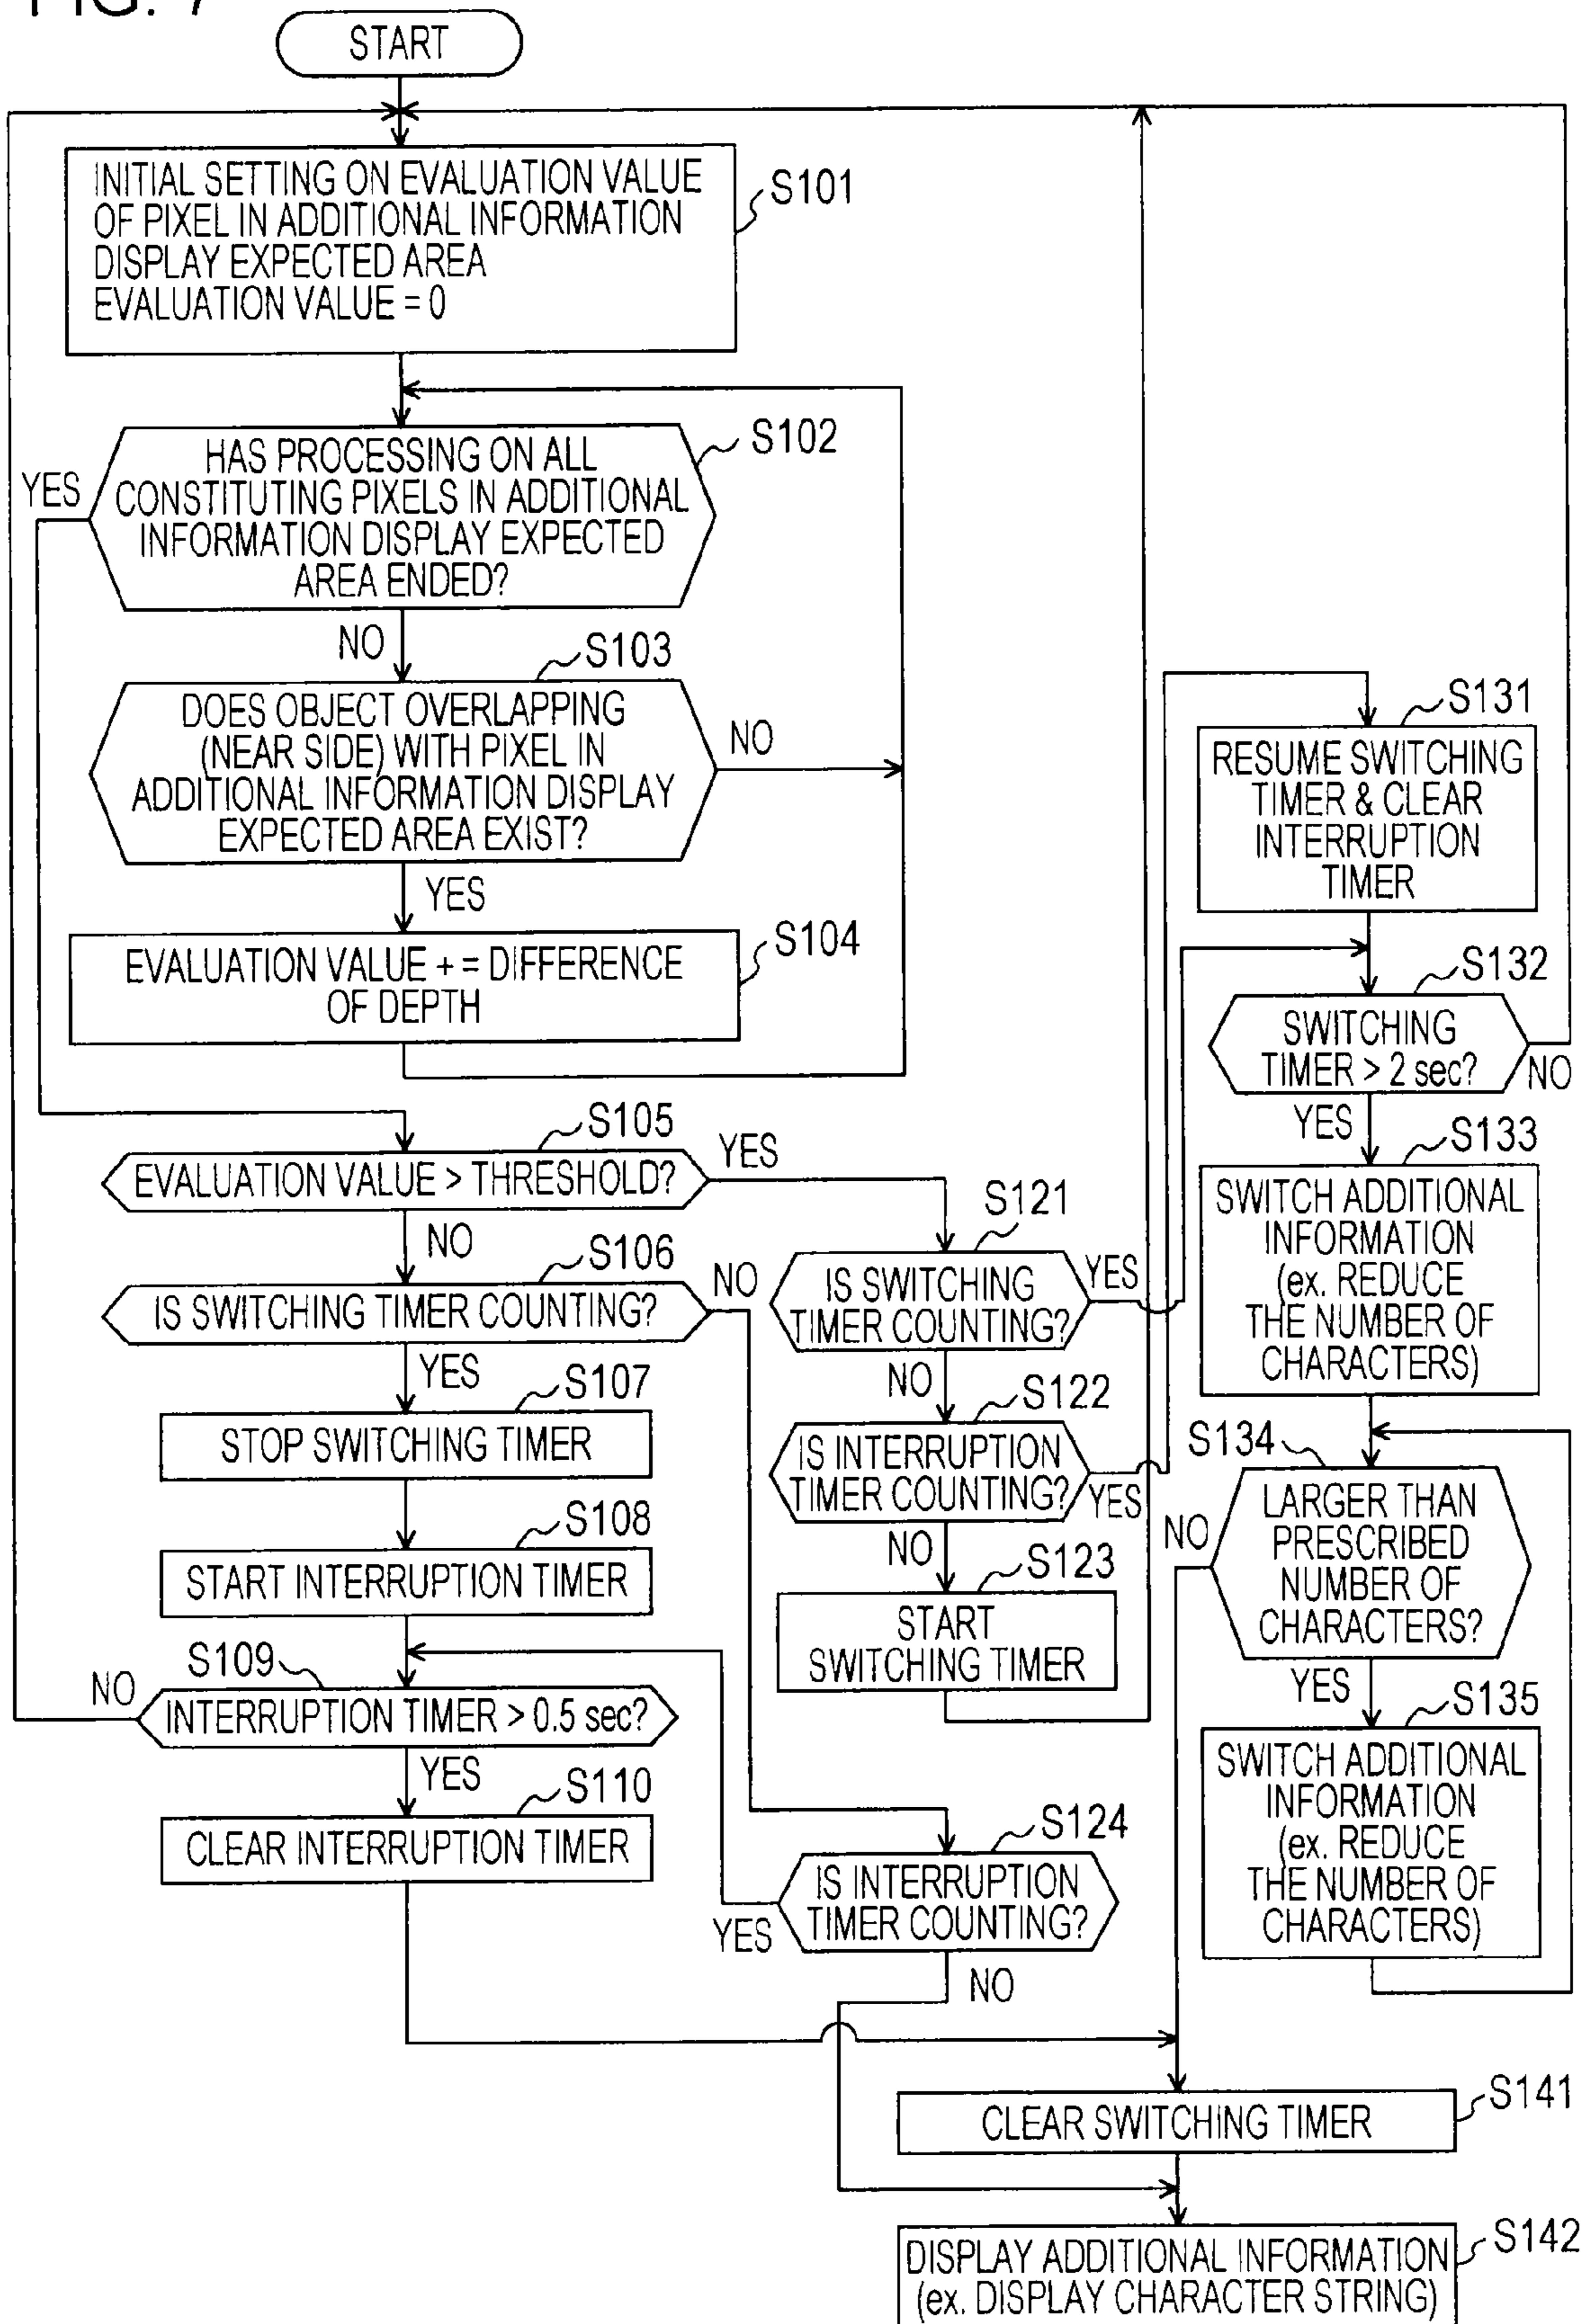 FIG. 7
START
INITIAL SETTING ON EVALUATION VALUE
OF PIXEL IN ADDITIONAL INFORMATION
DISPLAY EXPECTED AREA
EVALUATION VALUE = 0
S101
HAS PROCESSING ON ALL
CONSTITUTING PIXELS IN ADDITIONAL
INFORMATION DISPLAY EXPECTED
AREA ENDED?
S102
YES
NO
S103
DOES OBJECT OVERLAPPING
(NEAR SIDE) WITH PIXEL IN
ADDITIONAL INFORMATION DISPLAY
EXPECTED AREA EXIST?
NO
YES
S104
EVALUATION VALUE + = DIFFERENCE
OF DEPTH
S105
EVALUATION VALUE > THRESHOLD?
YES
NO
S106
IS SWITCHING TIMER COUNTING?
NO
YES
S107
STOP SWITCHING TIMER
S108
START INTERRUPTION TIMER
S109
NO
INTERRUPTION TIMER > 0.5 sec?
YES
S110
CLEAR INTERRUPTION TIMER
S121
IS SWITCHING
TIMER COUNTING?
YES
NO
S122
IS INTERRUPTION
TIMER COUNTING?
YES
NO
S123
START
SWITCHING TIMER
S124
IS INTERRUPTION
TIMER COUNTING?
YES
NO
S131
RESUME SWITCHING
TIMER & CLEAR
INTERRUPTION
TIMER
S132
SWITCHING
TIMER > 2 sec?
NO
YES
S133
SWITCH ADDITIONAL
INFORMATION
(ex. REDUCE
THE NUMBER OF
CHARACTERS)
S134
LARGER THAN
PRESCRIBED
NUMBER OF
CHARACTERS?
NO
YES
S135
SWITCH ADDITIONAL
INFORMATION
(ex. REDUCE
THE NUMBER OF
CHARACTERS)
S141
CLEAR SWITCHING TIMER
S142
DISPLAY ADDITIONAL INFORMATION
(ex. DISPLAY CHARACTER STRING)